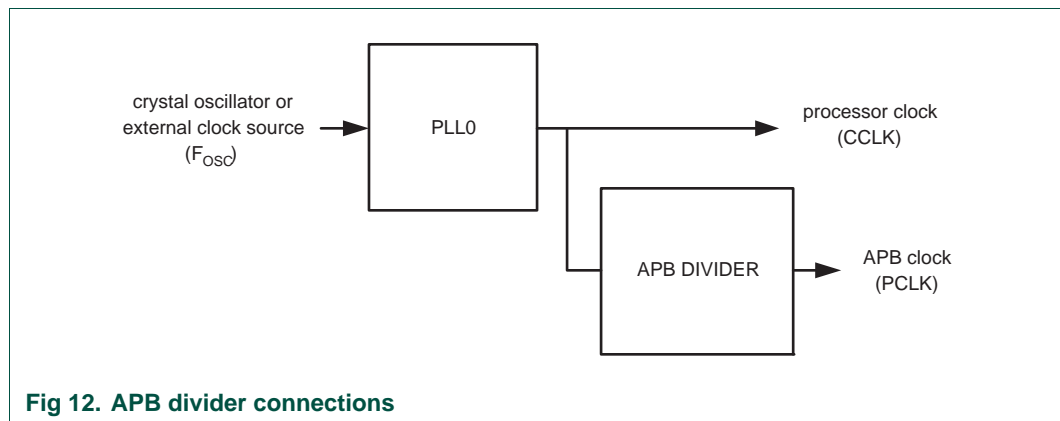 crystal oscillator or
external clock source
(FOSC)
PLL0
processor clock
(CCLK)
APB DIVIDER
APB clock
(PCLK)
Fig 12. APB divider connections